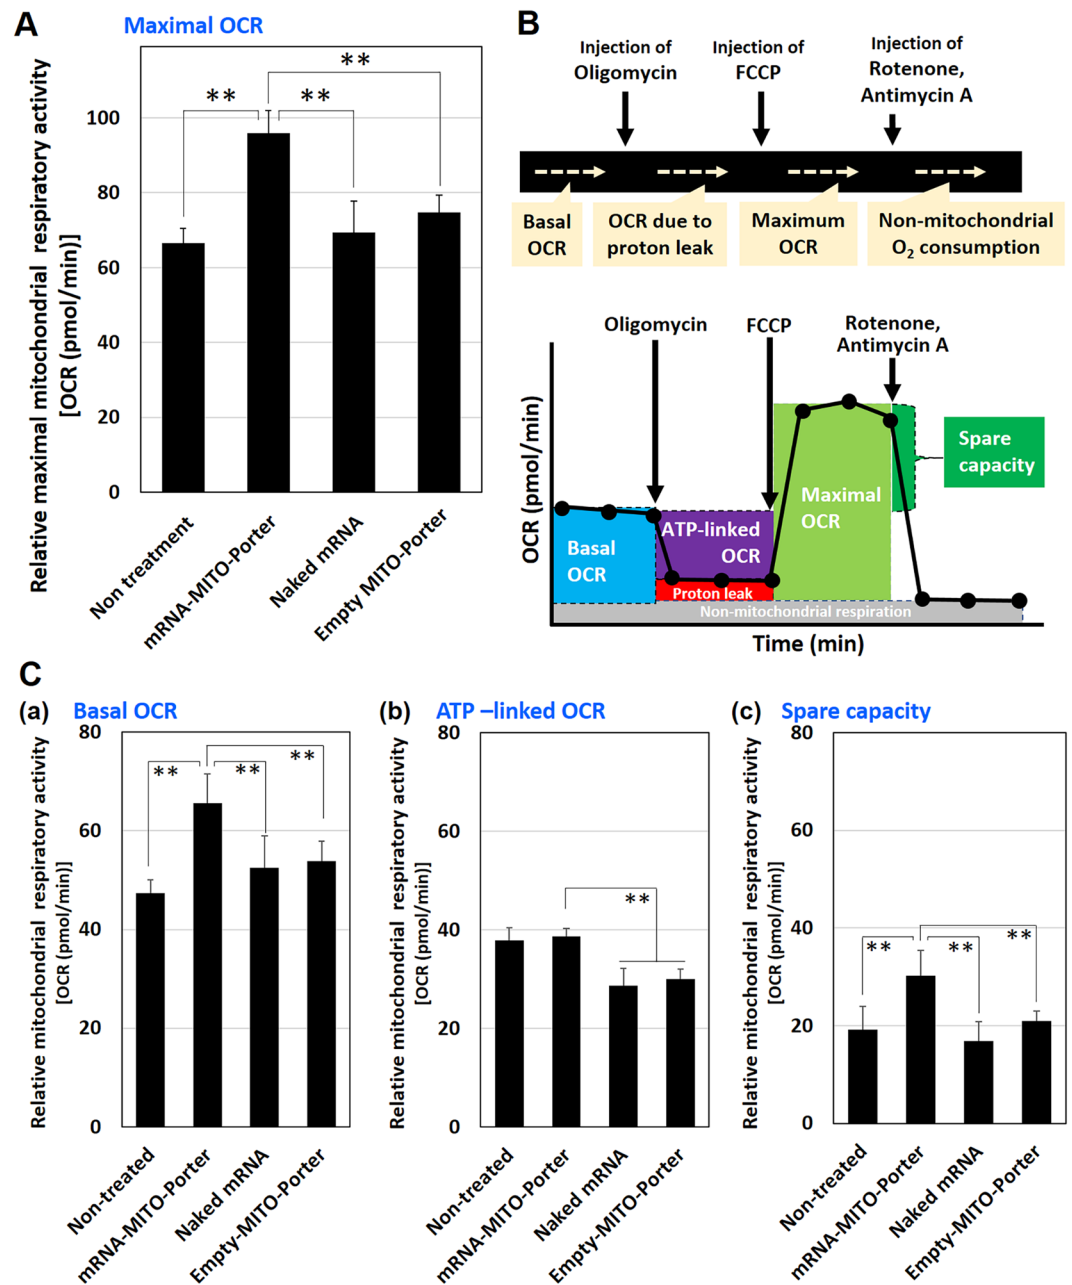 A
Maximal OCR
Relative maximal mitochondrial respiratory activity
[OCR (pmol/min)]
100
80
60
40
20
0
**
**
**
Non treatment
mRNA-MITO-Porter
Naked mRNA
Empty MITO-Porter
B
Injection of
Oligomycin
Injection of
FCCP
Injection of
Rotenone,
Antimycin A
Basal
OCR
OCR due to
proton leak
Maximum
OCR
Non-mitochondrial
O2 consumption
Oligomycin
FCCP
Rotenone,
Antimycin A
OCR (pmol/min)
Basal
OCR
ATP-linked
OCR
Proton leak
Maximal
OCR
Spare
capacity
Non-mitochondrial respiration
Time (min)
C
(a) Basal OCR
Relative mitochondrial respiratory activity
[OCR (pmol/min)]
80
60
40
20
0
**
**
**
Non-treated
mRNA-MITO-Porter
Naked mRNA
Empty-MITO-Porter
(b) ATP –linked OCR
Relative mitochondrial respiratory activity
[OCR (pmol/min)]
80
60
40
20
0
**
Non-treated
mRNA-MITO-Porter
Naked mRNA
Empty-MITO-Porter
(c) Spare capacity
Relative mitochondrial respiratory activity
[OCR (pmol/min)]
80
60
40
20
0
**
**
**
Non-treated
mRNA-MITO-Porter
Naked mRNA
Empty-MITO-Porter